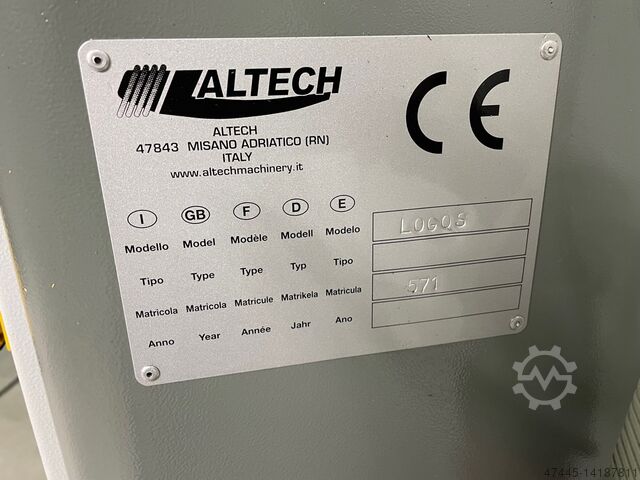 ALTECH
CE
ALTECH
47843 MISANO ADRIATICO (RN)
ITALY
www.altechmachinery.it
I GB F D E
Modello Model Modèle Modell Modelo LOGOS
Tipo Type Type Typ Tipo
Matricola Matricola Matricule Matrikela Matricula 571
Anno Year Année Jahr Ano
47445-14187811